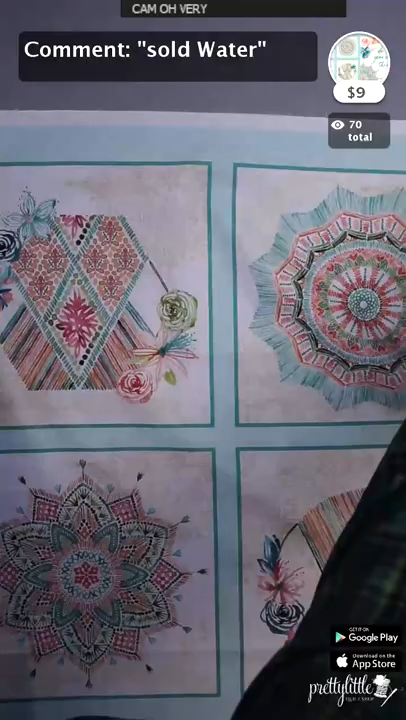 CAM OH VERY
Comment: "sold Water"
$9
70
total
GET IT ON
Google Play
Download on the
App Store
prettylittle